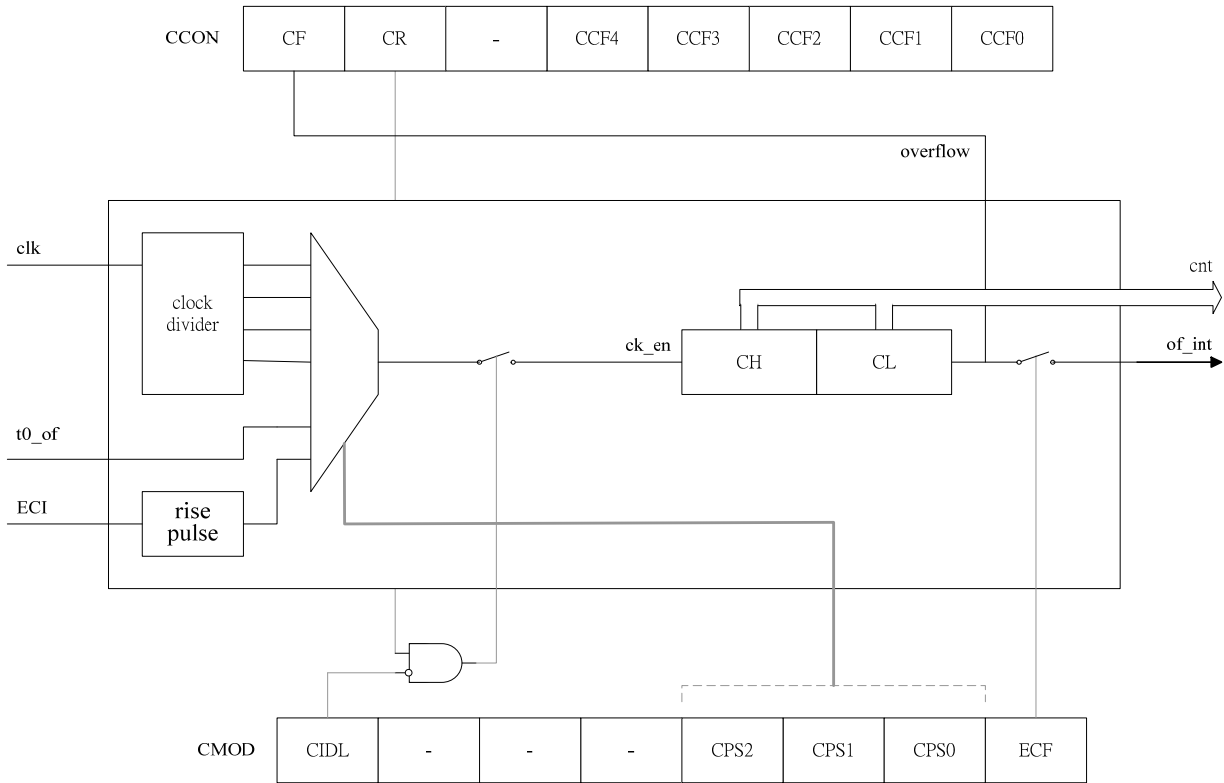 CCON CF CR - CCF4 CCF3 CCF2 CCF1 CCF0
overflow
clk
clock
divider
cnt
ck_en
CH CL
of_int
t0_of
ECI
rise
pulse
CMOD CIDL - - - CPS2 CPS1 CPS0 ECF